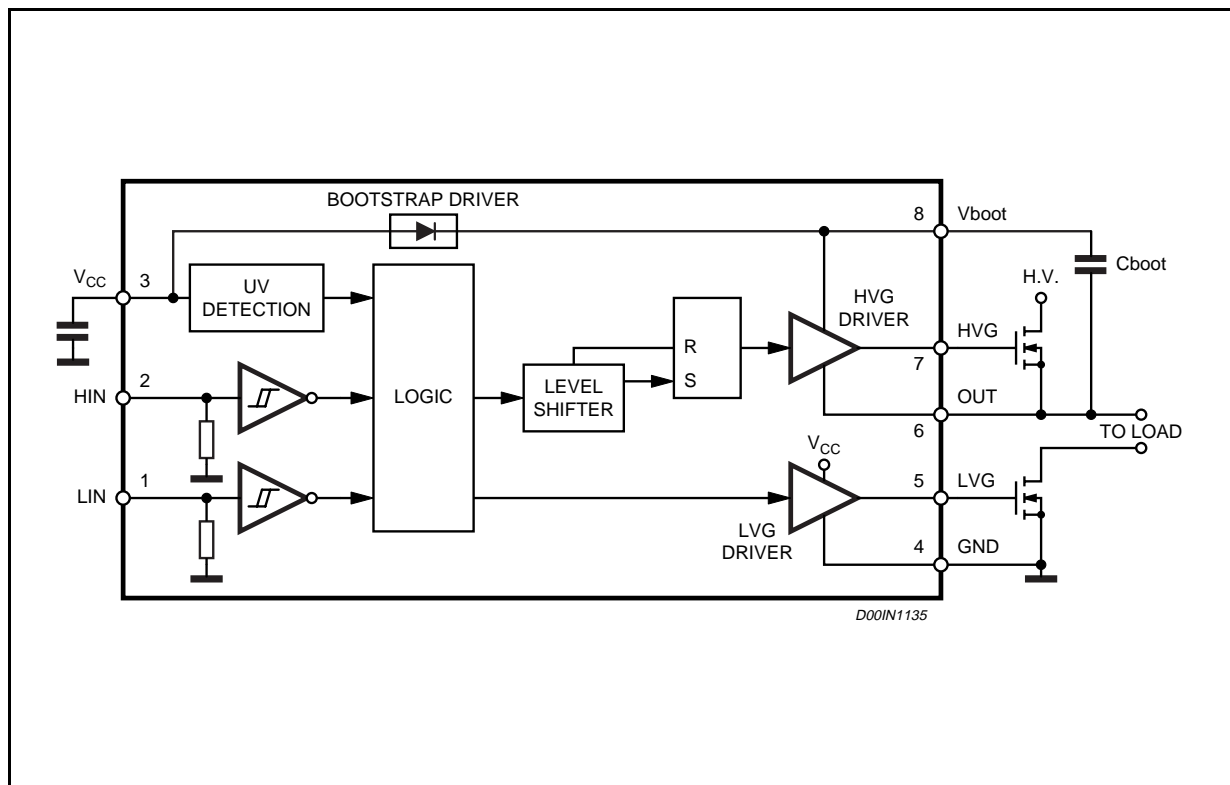 BOOTSTRAP DRIVER
8 Vboot
VCC 3
UV
DETECTION
H.V.
Cboot
HVG
DRIVER
HVG
7
R
S
HIN 2
LOGIC
LEVEL
SHIFTER
OUT
6
TO LOAD
VCC
LIN 1
5 LVG
LVG
DRIVER
4 GND
D00IN1135